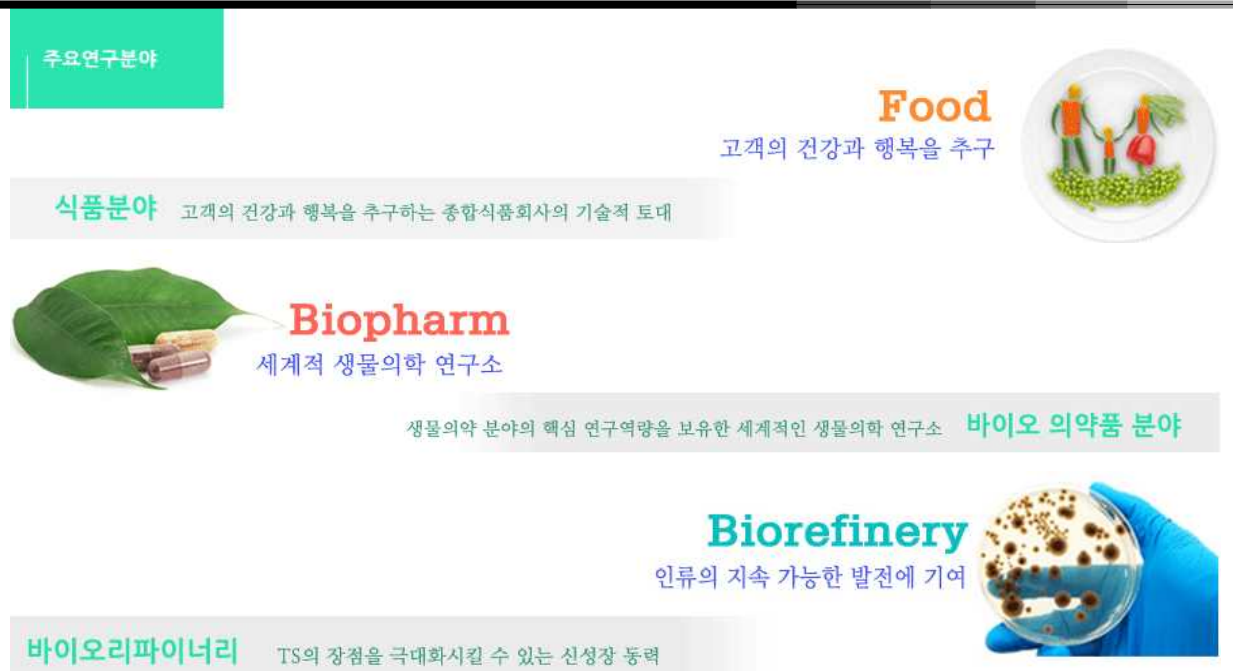 주요연구분야
Food
고객의 건강과 행복을 추구
식품분야 고객의 건강과 행복을 추구하는 종합식품회사의 기술적 토대
Biopharm
세계적 생물의학 연구소
생물의약 분야의 핵심 연구역량을 보유한 세계적인 생물의학 연구소 바이오 의약품 분야
Biorefinery
인류의 지속 가능한 발전에 기여
바이오리파이너리 TS의 장점을 극대화시킬 수 있는 신성장 동력